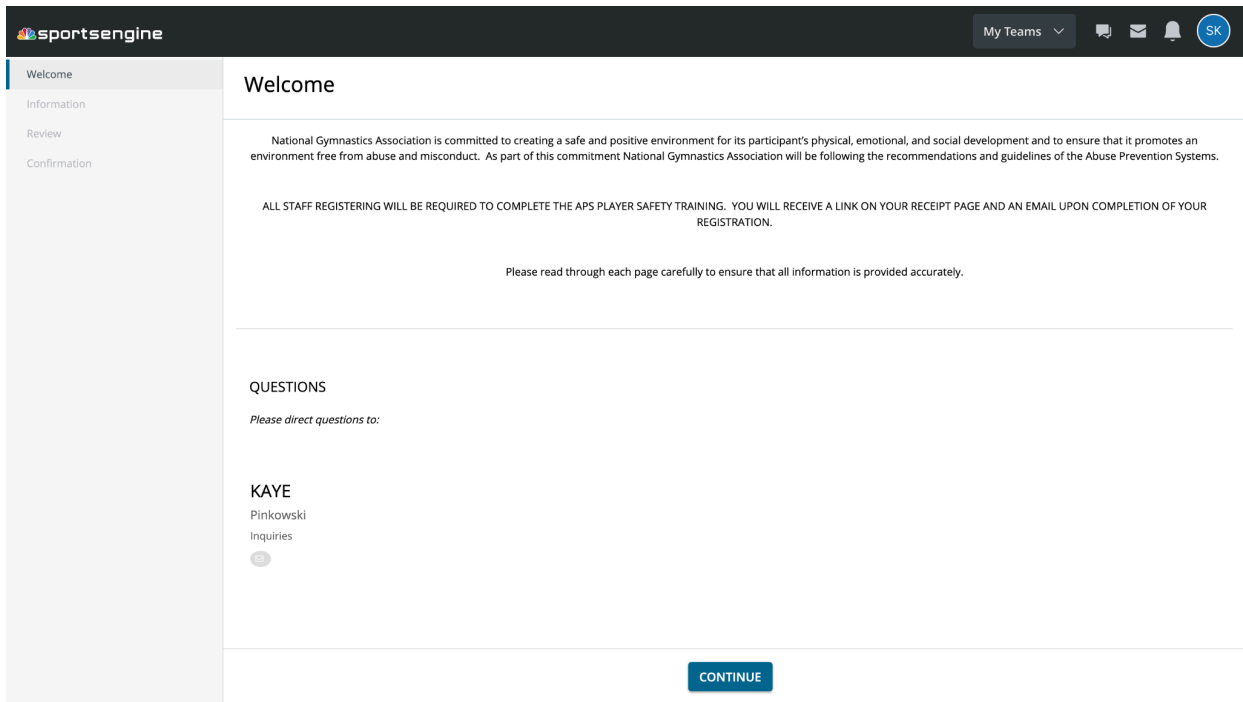 sportsengine
My Teams
SK
Welcome
Information
Review
Confirmation
Welcome
National Gymnastics Association is committed to creating a safe and positive environment for its participant's physical, emotional, and social development and to ensure that it promotes an
environment free from abuse and misconduct.  As part of this commitment National Gymnastics Association will be following the recommendations and guidelines of the Abuse Prevention Systems.
ALL STAFF REGISTERING WILL BE REQUIRED TO COMPLETE THE APS PLAYER SAFETY TRAINING.  YOU WILL RECEIVE A LINK ON YOUR RECEIPT PAGE AND AN EMAIL UPON COMPLETION OF YOUR
REGISTRATION.
Please read through each page carefully to ensure that all information is provided accurately.
QUESTIONS
Please direct questions to:
KAYE
Pinkowski
Inquiries
CONTINUE